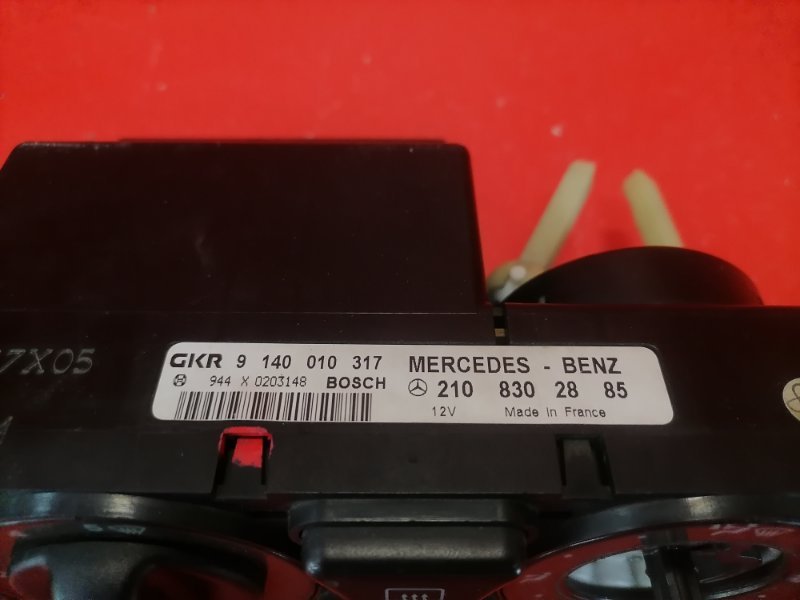 7X05
GKR 9 140 010 317 MERCEDES - BENZ
944 X 0203148 BOSCH 210 830 28 85
12V Made In France